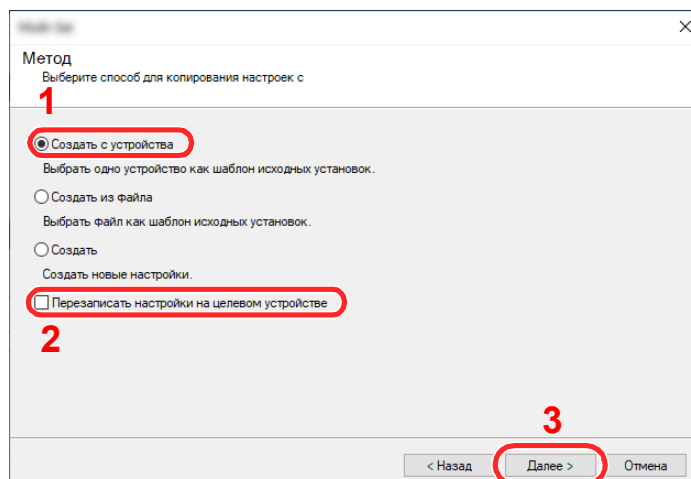 Метод
Выберите способ для копирования настроек с
1
Создать с устройства
Выбрать одно устройство как шаблон исходных установок.
Создать из файла
Выбрать файл как шаблон исходных установок.
Создать
Создать новые настройки.
Перезаписать настройки на целевом устройстве
2
3
< Назад Далее > Отмена